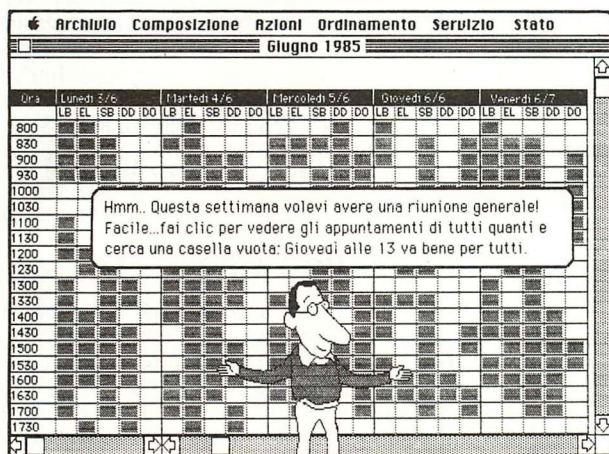 Archivio Composizione Azioni Ordinamento Servizio Stato
Giugno 1985
Ora Lunedì 3/6 Martedì 4/6 Mercoledì 5/6 Giovedì 6/6 Venerdì 6/7
LB EL SB DD DO LB EL SB DD DO LB EL SB DD DO LB EL SB DD DO LB EL SB DD DO
800
830
900
930
1000
1030
Hmm.. Questa settimana volevi avere una riunione generale!
Facile...fai clic per vedere gli appuntamenti di tutti quanti e
cerca una casella vuota: Giovedì alle 13 va bene per tutti.
1100
1130
1200
1230
1300
1330
1400
1430
1500
1530
1600
1630
1700
1730